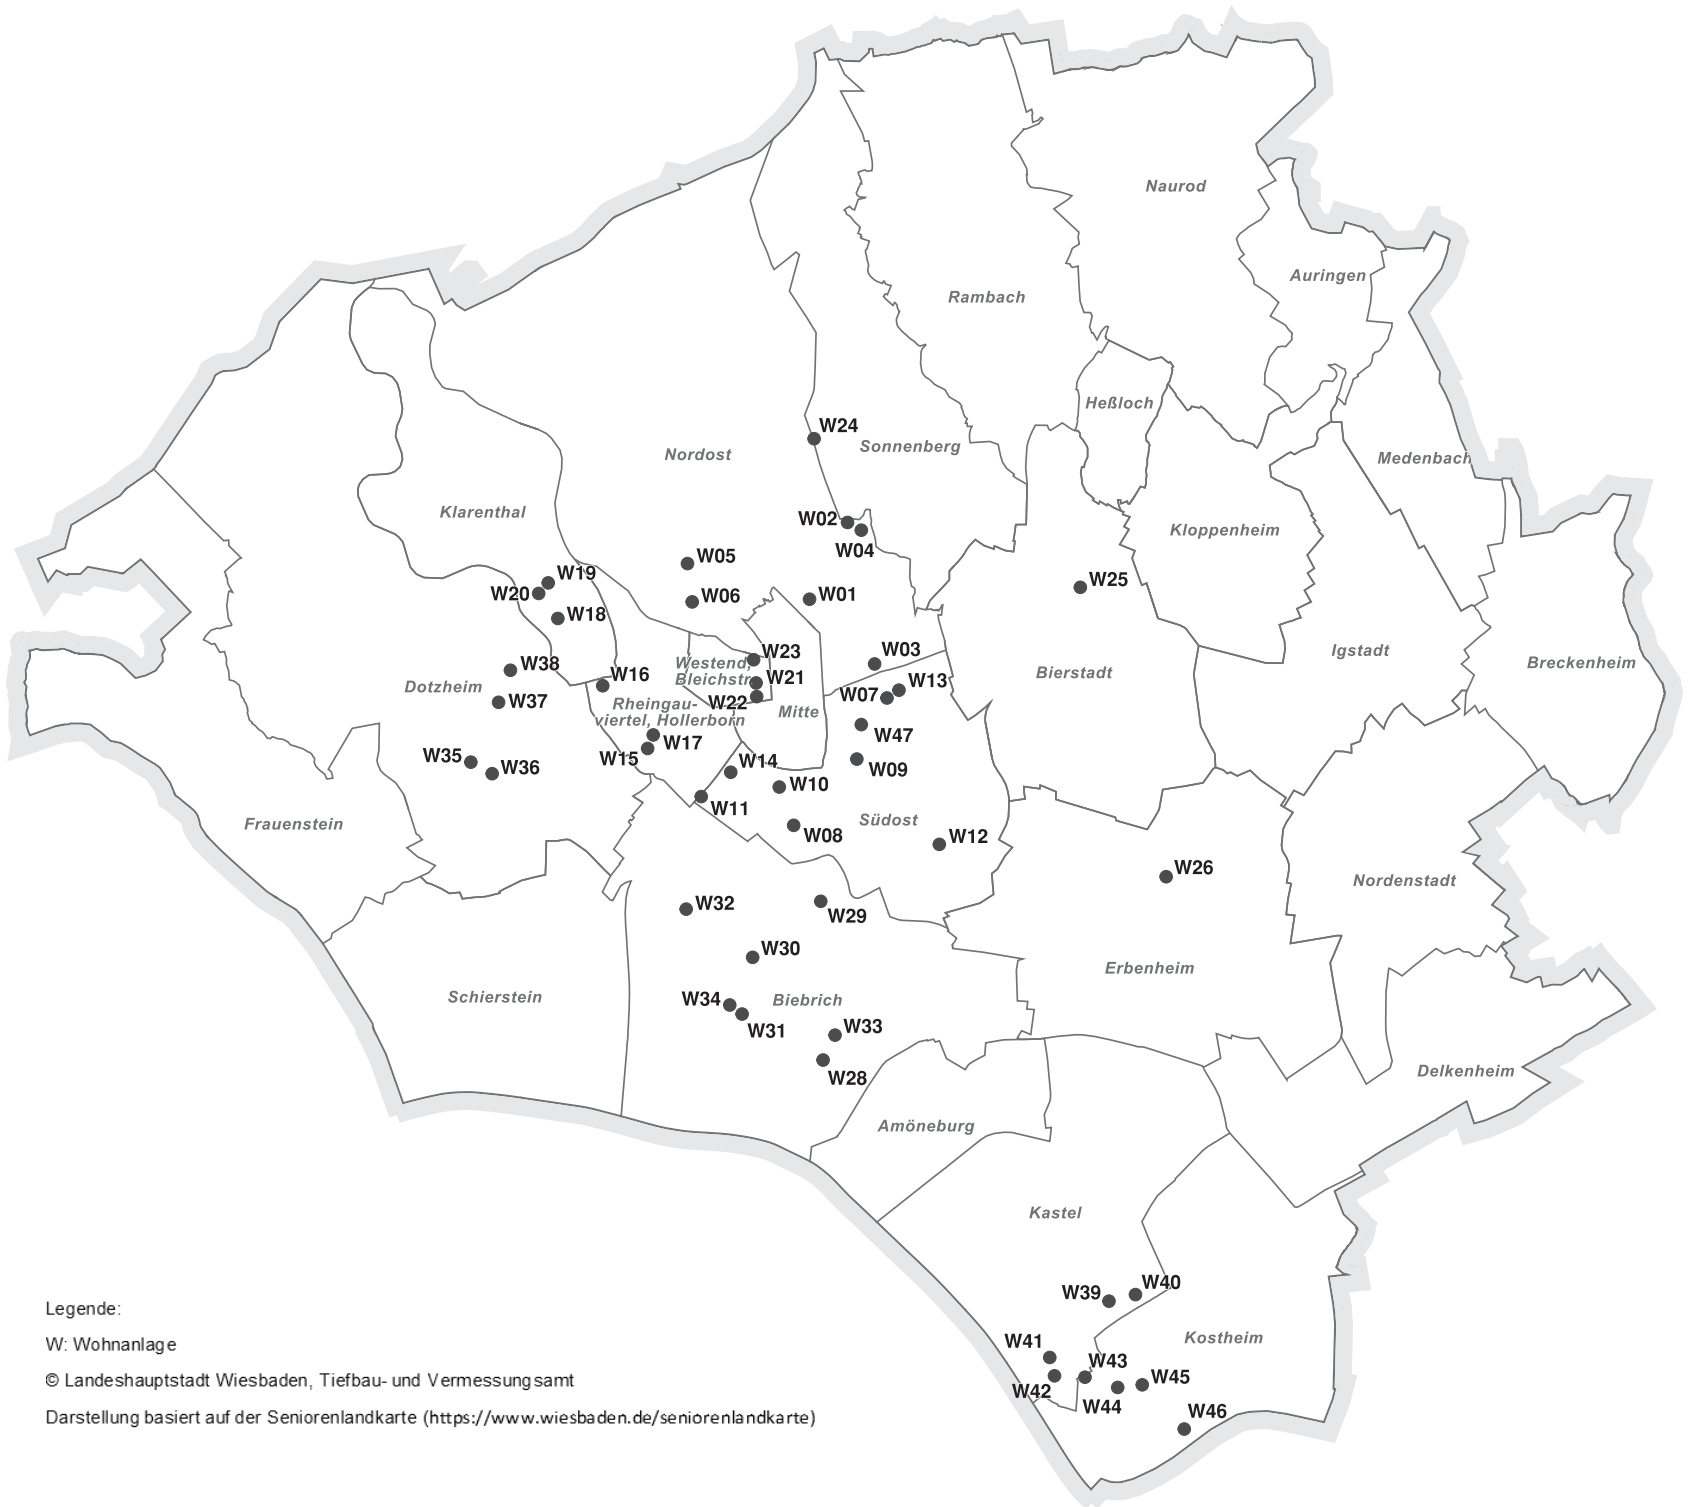 Naurod
Auringen
Rambach
Heßloch
W24
Sonnenberg
Nordost
Medenbach
Klarenthal
W02
W04
Kloppenheim
W05
W19
W20
W25
W06
W01
W18
W23
W03
Igstadt
Breckenheim
Westend,
Bleichstr.
W38
W16
W21
W13
Bierstadt
Dotzheim
W07
W37
W22
Rheingau-
viertel, Hollerborn
Mitte
W47
W17
W15
W35
W36
W14
W09
W10
W11
Frauenstein
W08
Südost
W12
W26
Nordenstadt
W32
W29
W30
Erbenheim
Schierstein
W34
Biebrich
W31
W33
W28
Delkenheim
Amöneburg
Kastel
W39
W40
Kostheim
W41
W43
W42
W44
W45
W46
Legende:
W: Wohnanlage
© Landeshauptstadt Wiesbaden, Tiefbau- und Vermessungsamt
Darstellung basiert auf der Seniorenlandkarte (https://www.wiesbaden.de/seniorenlandkarte)